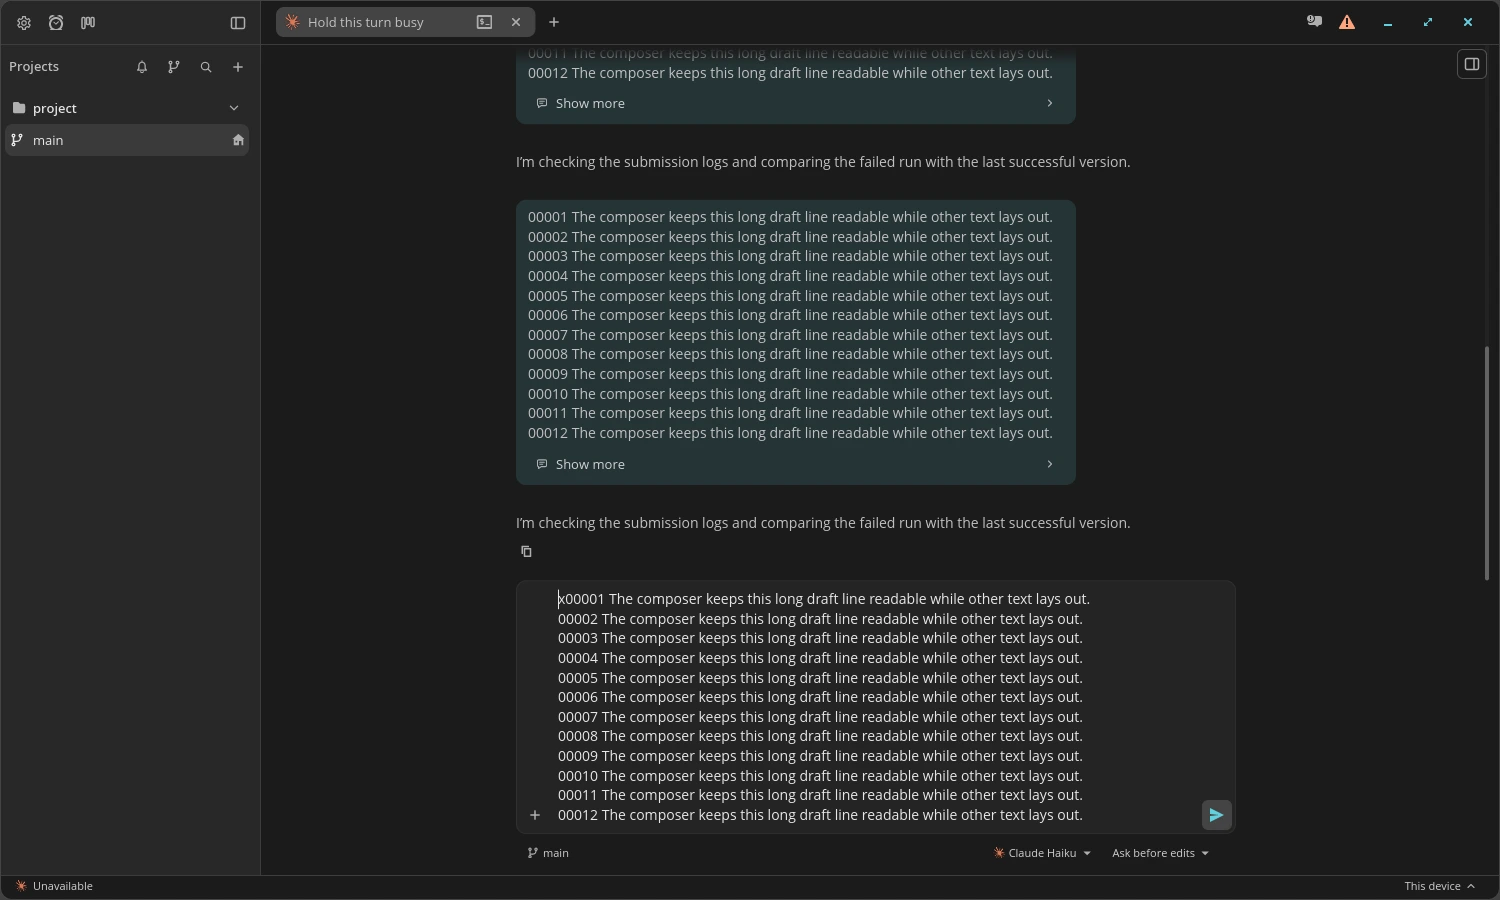 Hold this turn busy
Projects
project
main
00011 The composer keeps this long draft line readable while other text lays out.
00012 The composer keeps this long draft line readable while other text lays out.
Show more
I'm checking the submission logs and comparing the failed run with the last successful version.
00001 The composer keeps this long draft line readable while other text lays out.
00002 The composer keeps this long draft line readable while other text lays out.
00003 The composer keeps this long draft line readable while other text lays out.
00004 The composer keeps this long draft line readable while other text lays out.
00005 The composer keeps this long draft line readable while other text lays out.
00006 The composer keeps this long draft line readable while other text lays out.
00007 The composer keeps this long draft line readable while other text lays out.
00008 The composer keeps this long draft line readable while other text lays out.
00009 The composer keeps this long draft line readable while other text lays out.
00010 The composer keeps this long draft line readable while other text lays out.
00011 The composer keeps this long draft line readable while other text lays out.
00012 The composer keeps this long draft line readable while other text lays out.
Show more
I'm checking the submission logs and comparing the failed run with the last successful version.
x00001 The composer keeps this long draft line readable while other text lays out.
00002 The composer keeps this long draft line readable while other text lays out.
00003 The composer keeps this long draft line readable while other text lays out.
00004 The composer keeps this long draft line readable while other text lays out.
00005 The composer keeps this long draft line readable while other text lays out.
00006 The composer keeps this long draft line readable while other text lays out.
00007 The composer keeps this long draft line readable while other text lays out.
00008 The composer keeps this long draft line readable while other text lays out.
00009 The composer keeps this long draft line readable while other text lays out.
00010 The composer keeps this long draft line readable while other text lays out.
00011 The composer keeps this long draft line readable while other text lays out.
00012 The composer keeps this long draft line readable while other text lays out.
main
Claude Haiku
Ask before edits
Unavailable
This device